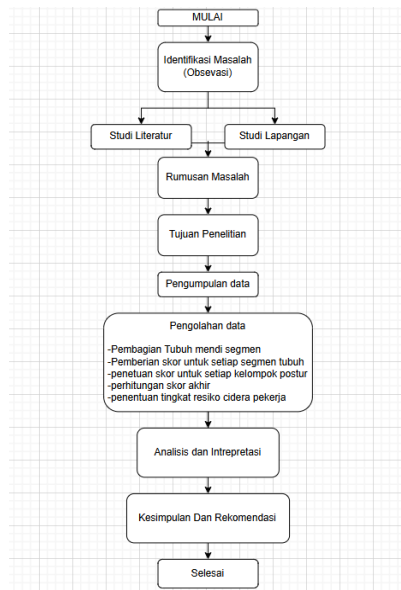 MULAI
Identifikasi Masalah
(Obsevasi)
Studi Literatur
Studi Lapangan
Rumusan Masalah
Tujuan Penelitian
Pengumpulan data
Pengolahan data
-Pembagian Tubuh mendi segmen
-Pemberian skor untuk setiap segmen tubuh
-penetuan skor untuk setiap kelompok postur
-perhitungan skor akhir
-penentuan tingkat resiko cidera pekerja
Analisis dan Intrepretasi
Kesimpulan Dan Rekomendasi
Selesai